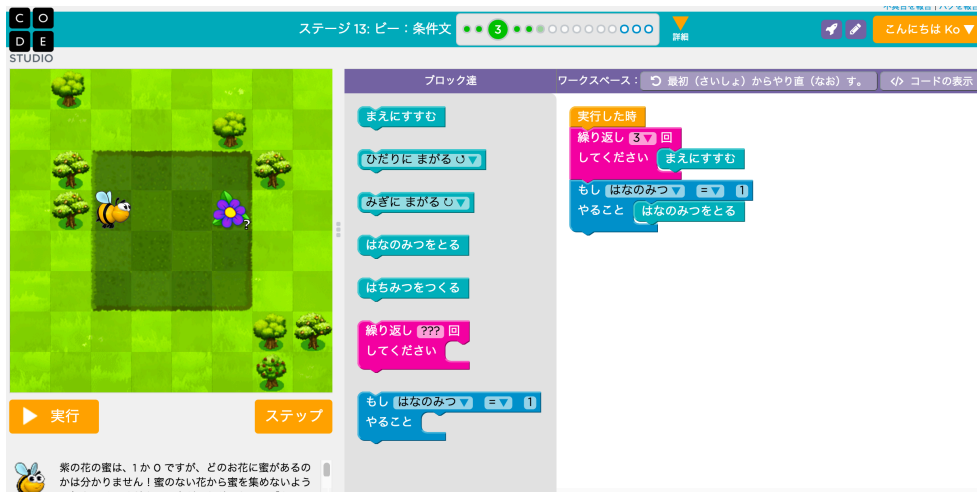 CODE
STUDIO
ステージ 13: ビー：条件文
3
詳細
こんにちは Ko ▼
ブロック達
ワークスペース：
最初（さいしょ）からやり直（なお）す。
</> コードの表示
まえにすすむ
ひだりに まがる ↺▼
みぎに まがる ↻▼
はなのみつをとる
はちみつをつくる
繰り返し ??? 回
してください
もし はなのみつ▼ =▼ 1
やること
実行した時
繰り返し 3▼ 回
してください まえにすすむ
もし はなのみつ▼ =▼ 1
やること はなのみつをとる
?
実行
ステップ
紫の花の蜜は、1か0ですが、どのお花に蜜があるの
かは分かりません！蜜のない花から蜜を集めないよう